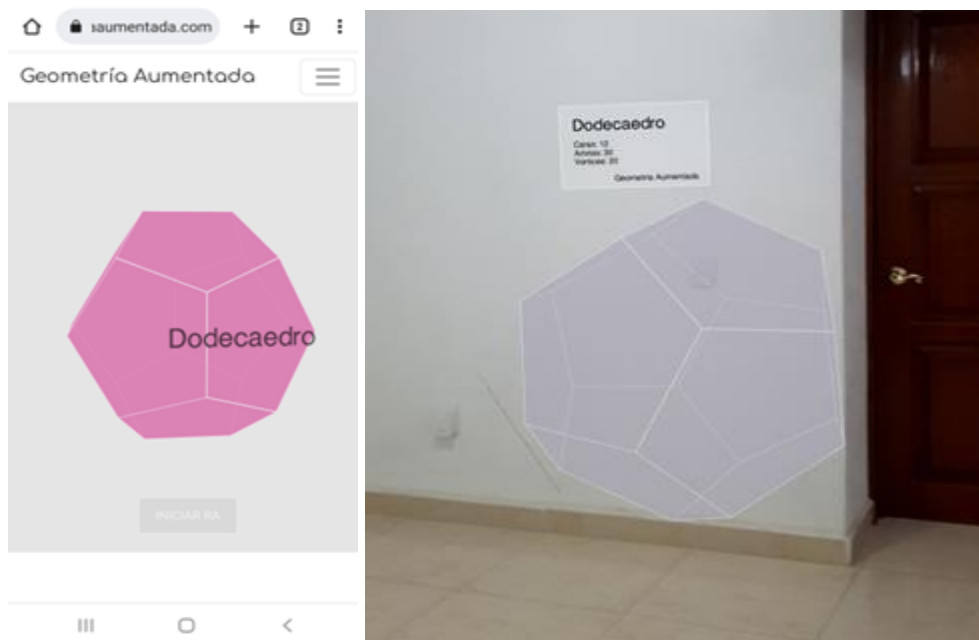 saumentada.com
2
Geometría Aumentada
Dodecaedro
INICIAR RA
Dodecaedro
Caras: 12
Aristas: 30
Vértices: 20
Geometría Aumentada